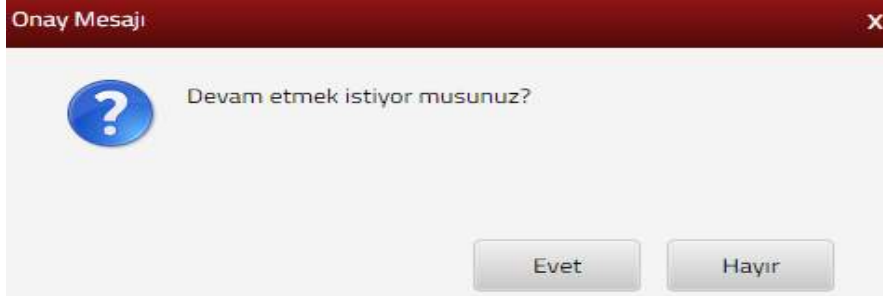 Onay Mesajı X
Devam etmek istiyor musunuz?
Evet Hayır